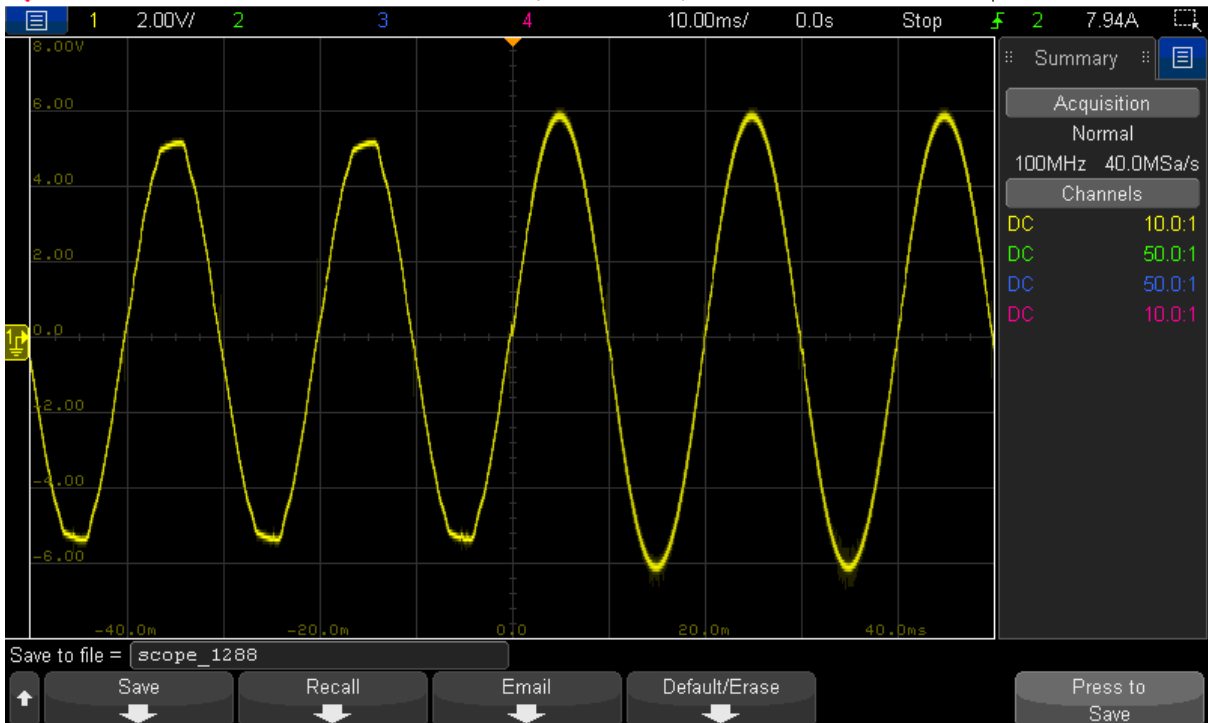 1 2.00V/ 2 3 4 10.00ms/ 0.0s Stop 2 7.94A
8.00V
6.00
4.00
2.00
0.0
-2.00
-4.00
-6.00
-40.0m -20.0m 0.0 20.0m 40.0ms
1
Summary
Acquisition
Normal
100MHz 40.0MSa/s
Channels
DC 10.0:1
DC 50.0:1
DC 50.0:1
DC 10.0:1
Save to file = scope_1288
Save Recall Email Default/Erase Press to
Save